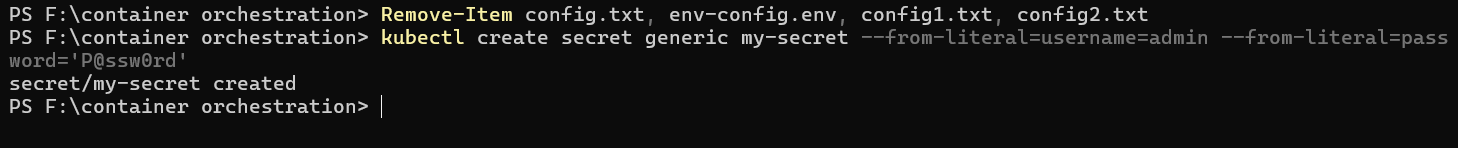 PS F:\container orchestration> Remove-Item config.txt, env-config.env, config1.txt, config2.txt
PS F:\container orchestration> kubectl create secret generic my-secret --from-literal=username=admin --from-literal=pass
word='P@ssw0rd'
secret/my-secret created
PS F:\container orchestration>